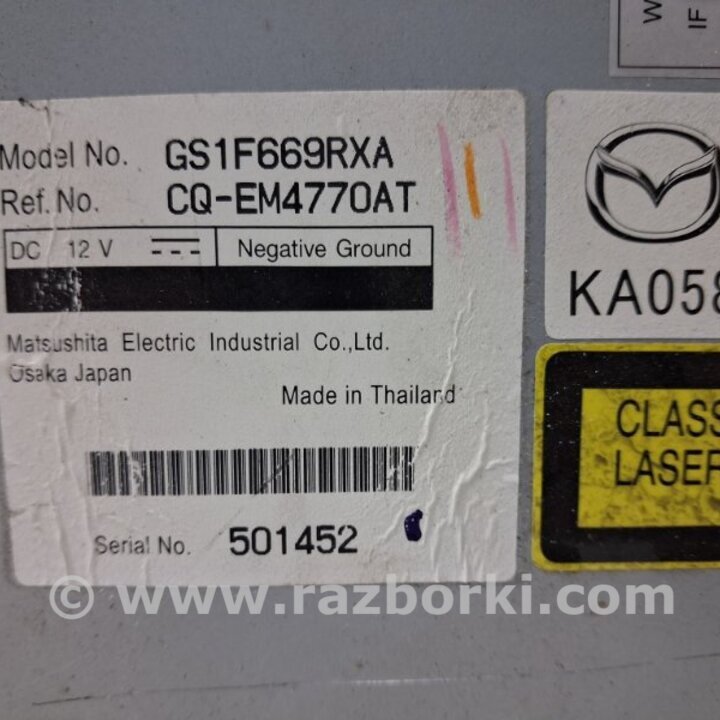 Model No. GS1F669RXA
Ref. No. CQ-EM4770AT
DC 12 V Negative Ground
Matsushita Electric Industrial Co.,Ltd.
Osaka Japan
Made in Thailand
Serial No. 501452
W
IF
KA058
CLASS
LASER
© www.razborki.com